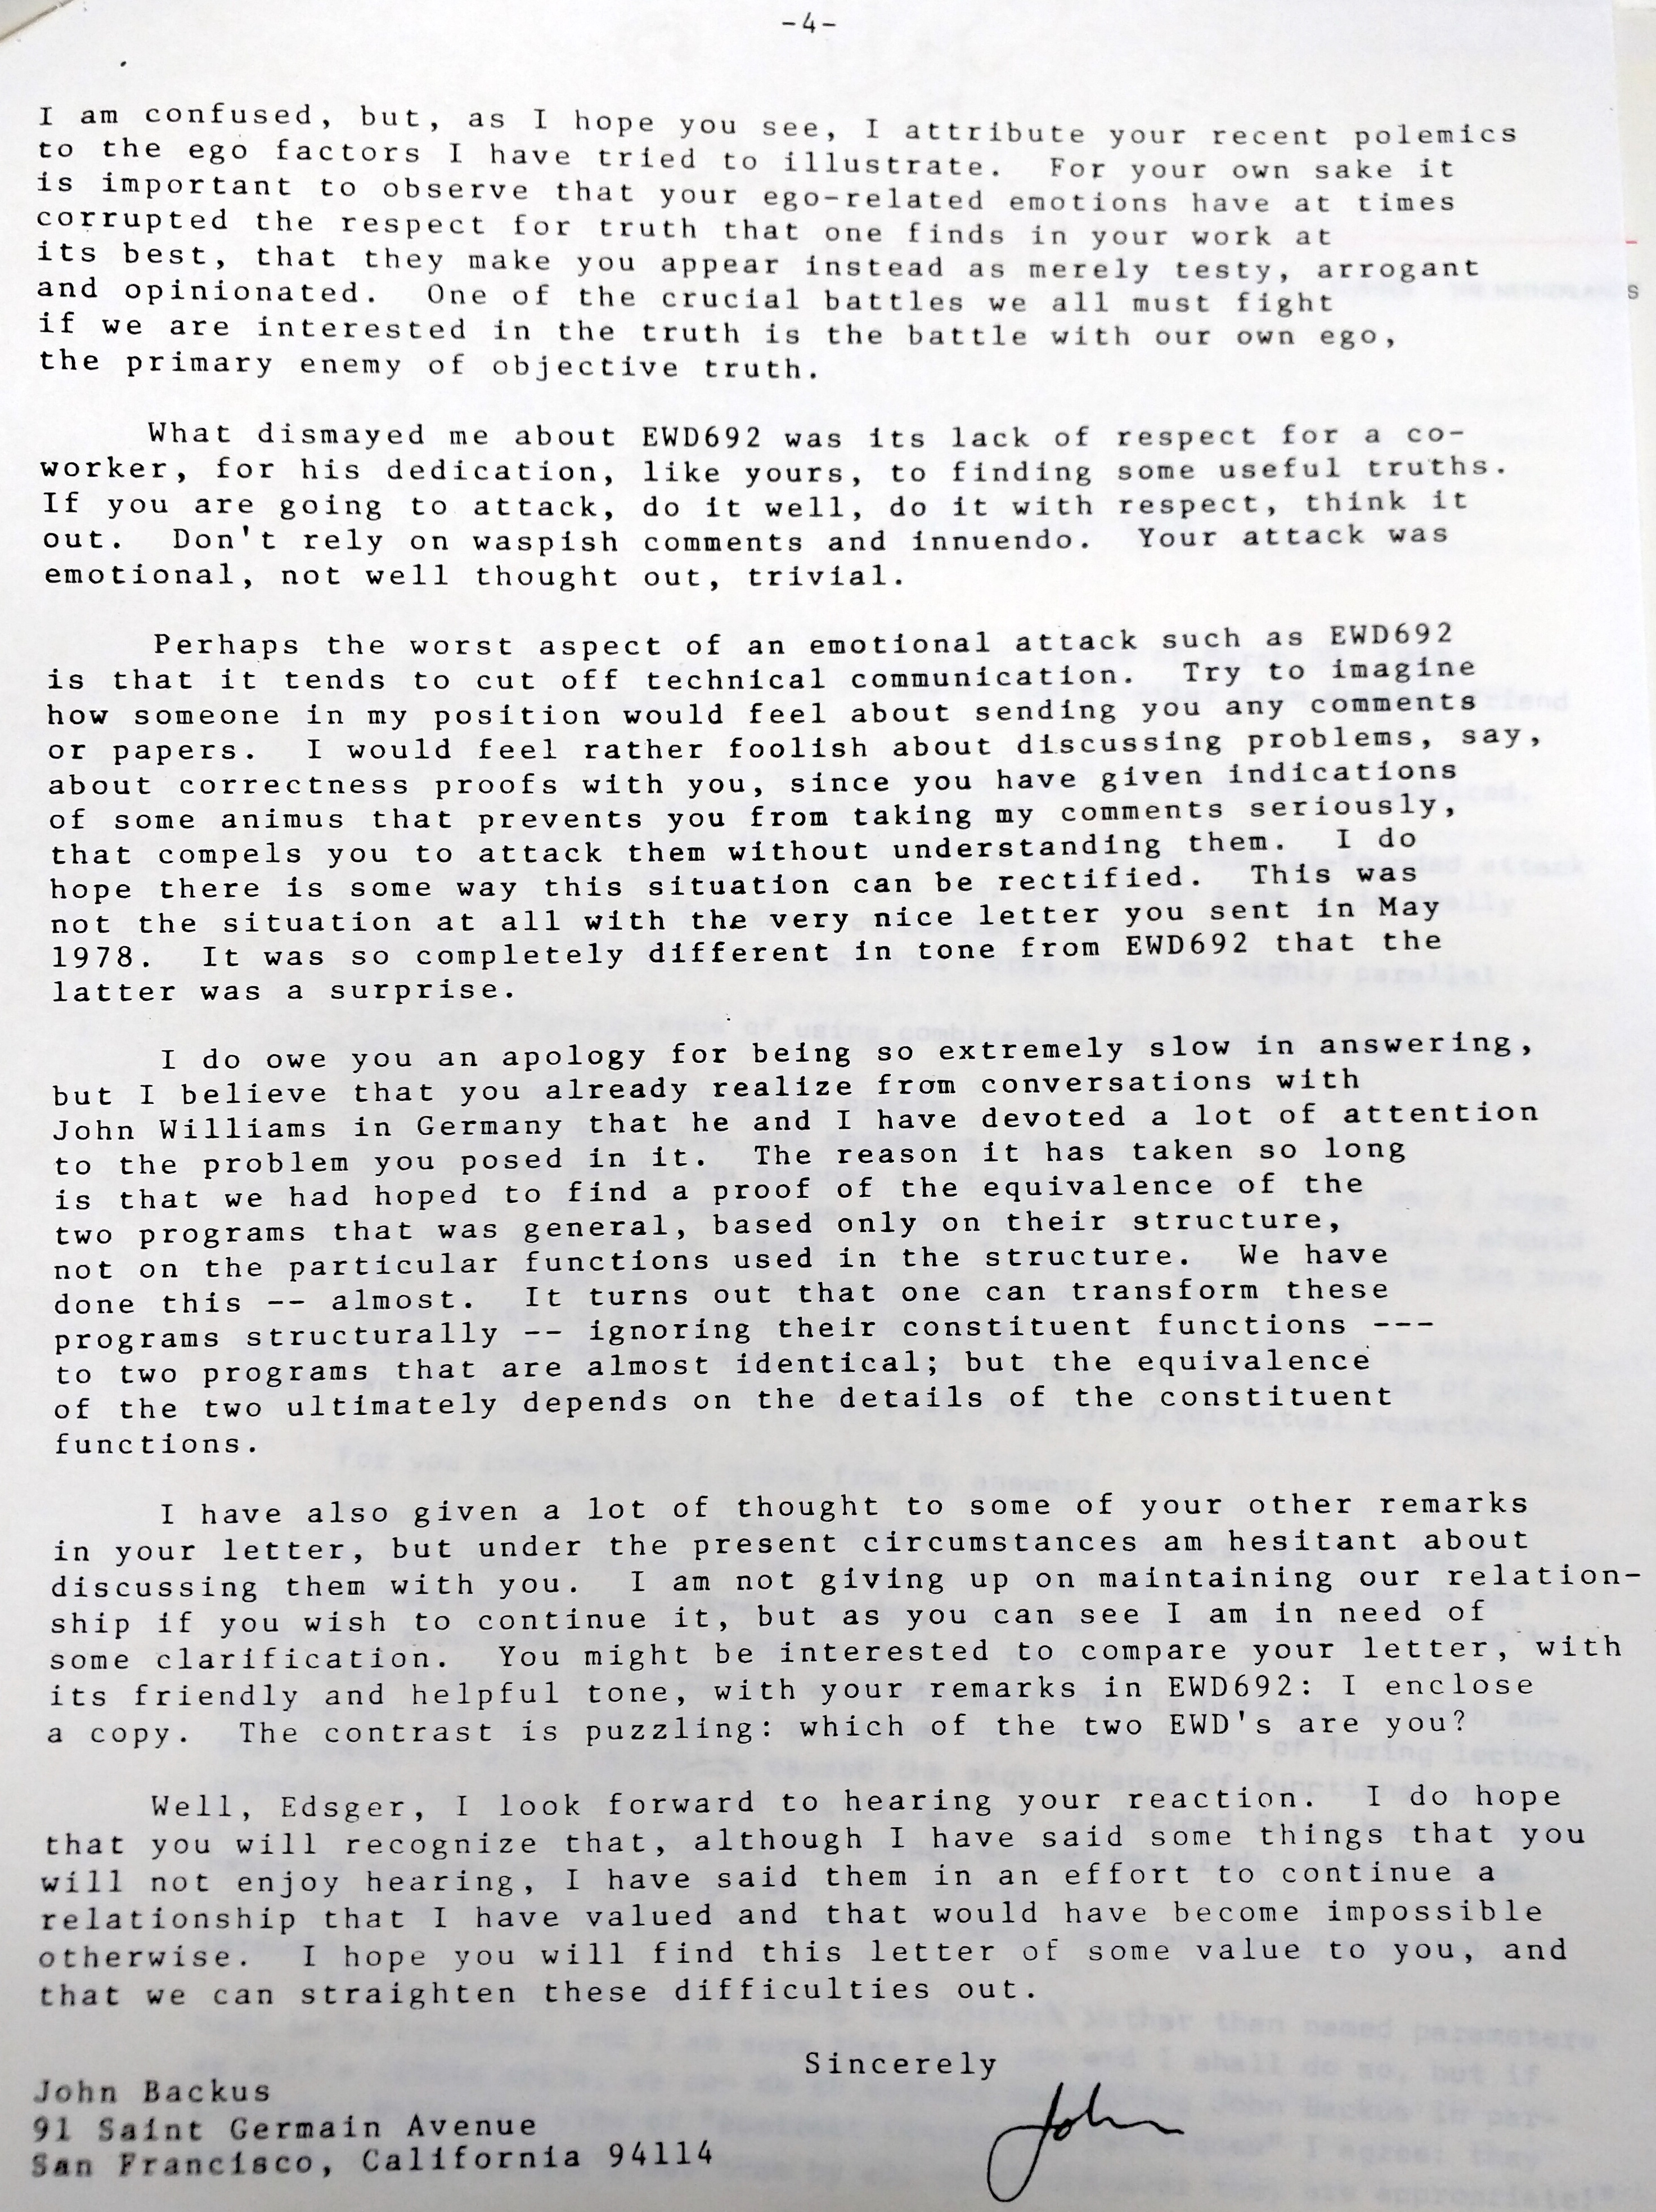 -4-
I am confused, but, as I hope you see, I attribute your recent polemics
to the ego factors I have tried to illustrate. For your own sake it
is important to observe that your ego-related emotions have at times
corrupted the respect for truth that one finds in your work at
its best, that they make you appear instead as merely testy, arrogant
and opinionated. One of the crucial battles we all must fight
if we are interested in the truth is the battle with our own ego,
the primary enemy of objective truth.
What dismayed me about EWD692 was its lack of respect for a co-
worker, for his dedication, like yours, to finding some useful truths.
If you are going to attack, do it well, do it with respect, think it
out. Don't rely on waspish comments and innuendo. Your attack was
emotional, not well thought out, trivial.
Perhaps the worst aspect of an emotional attack such as EWD692
is that it tends to cut off technical communication. Try to imagine
how someone in my position would feel about sending you any comments
or papers. I would feel rather foolish about discussing problems, say,
about correctness proofs with you, since you have given indications
of some animus that prevents you from taking my comments seriously,
that compels you to attack them without understanding them. I do
hope there is some way this situation can be rectified. This was
not the situation at all with the very nice letter you sent in May
1978. It was so completely different in tone from EWD692 that the
latter was a surprise.
I do owe you an apology for being so extremely slow in answering,
but I believe that you already realize from conversations with
John Williams in Germany that he and I have devoted a lot of attention
to the problem you posed in it. The reason it has taken so long
is that we had hoped to find a proof of the equivalence of the
two programs that was general, based only on their structure,
not on the particular functions used in the structure. We have
done this -- almost. It turns out that one can transform these
programs structurally -- ignoring their constituent functions ---
to two programs that are almost identical; but the equivalence
of the two ultimately depends on the details of the constituent
functions.
I have also given a lot of thought to some of your other remarks
in your letter, but under the present circumstances am hesitant about
discussing them with you. I am not giving up on maintaining our relation-
ship if you wish to continue it, but as you can see I am in need of
some clarification. You might be interested to compare your letter, with
its friendly and helpful tone, with your remarks in EWD692: I enclose
a copy. The contrast is puzzling: which of the two EWD's are you?
Well, Edsger, I look forward to hearing your reaction. I do hope
that you will recognize that, although I have said some things that you
will not enjoy hearing, I have said them in an effort to continue a
relationship that I have valued and that would have become impossible
otherwise. I hope you will find this letter of some value to you, and
that we can straighten these difficulties out.
Sincerely
John
John Backus
91 Saint Germain Avenue
San Francisco, California 94114